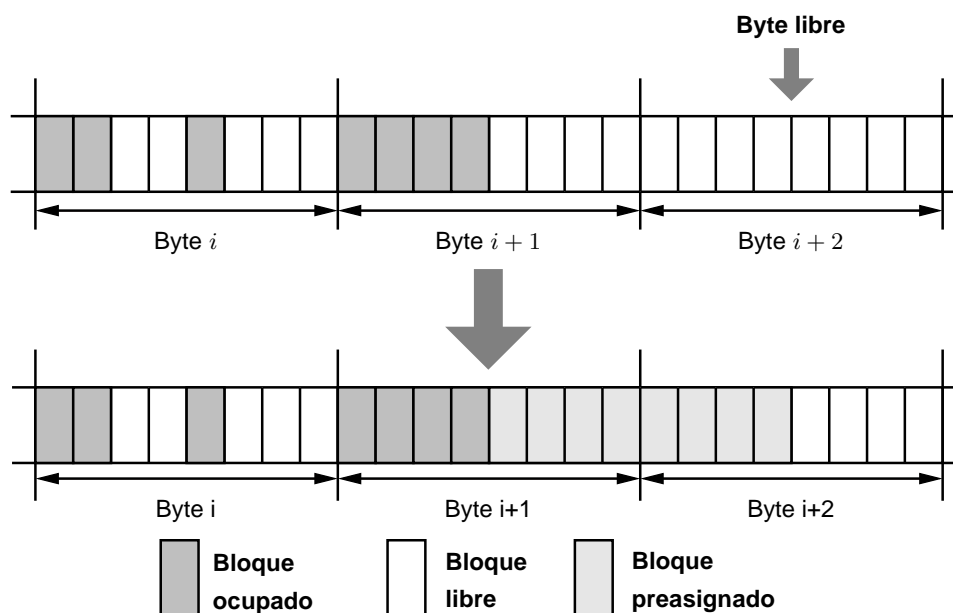 Byte libre
Byte i
Byte i + 1
Byte i + 2
Byte i
Byte i+1
Byte i+2
Bloque
ocupado
Bloque
libre
Bloque
preasignado